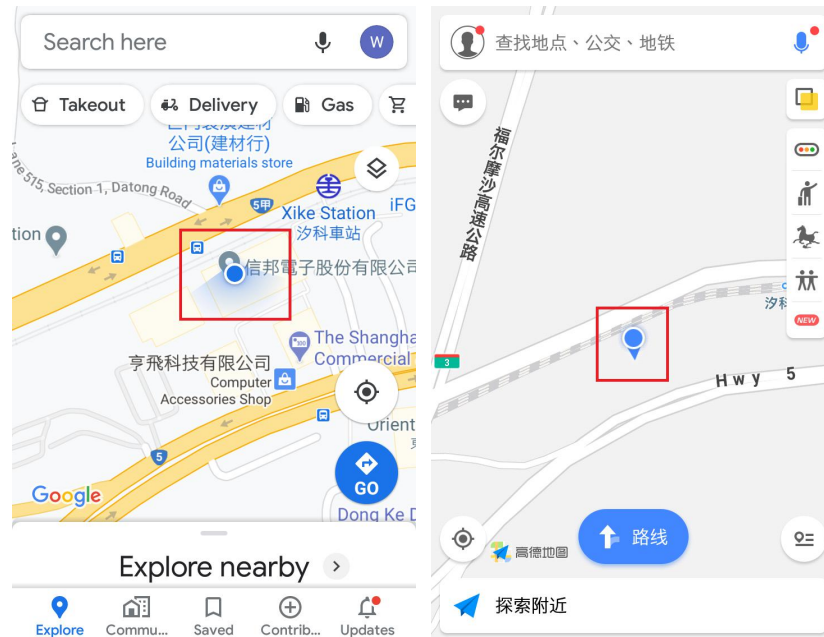 Search here
W
Takeout
Delivery
Gas
公司(建材行)
Building materials store
515, Section 1, Datong Road
5甲
iFG
Xike Station
汐科車站
tion
信邦電子股份有限公司
The Shangha
Commercial
亨飛科技有限公司
Computer
Accessories Shop
Orient
5
Google
GO
Dong Ke D
Explore nearby
Explore
Commu...
Saved
Contrib...
Updates
查找地点、公交、地铁
福尔摩沙高速公路
汐科
NEW
3
Hwy 5
路线
高德地图
探索附近